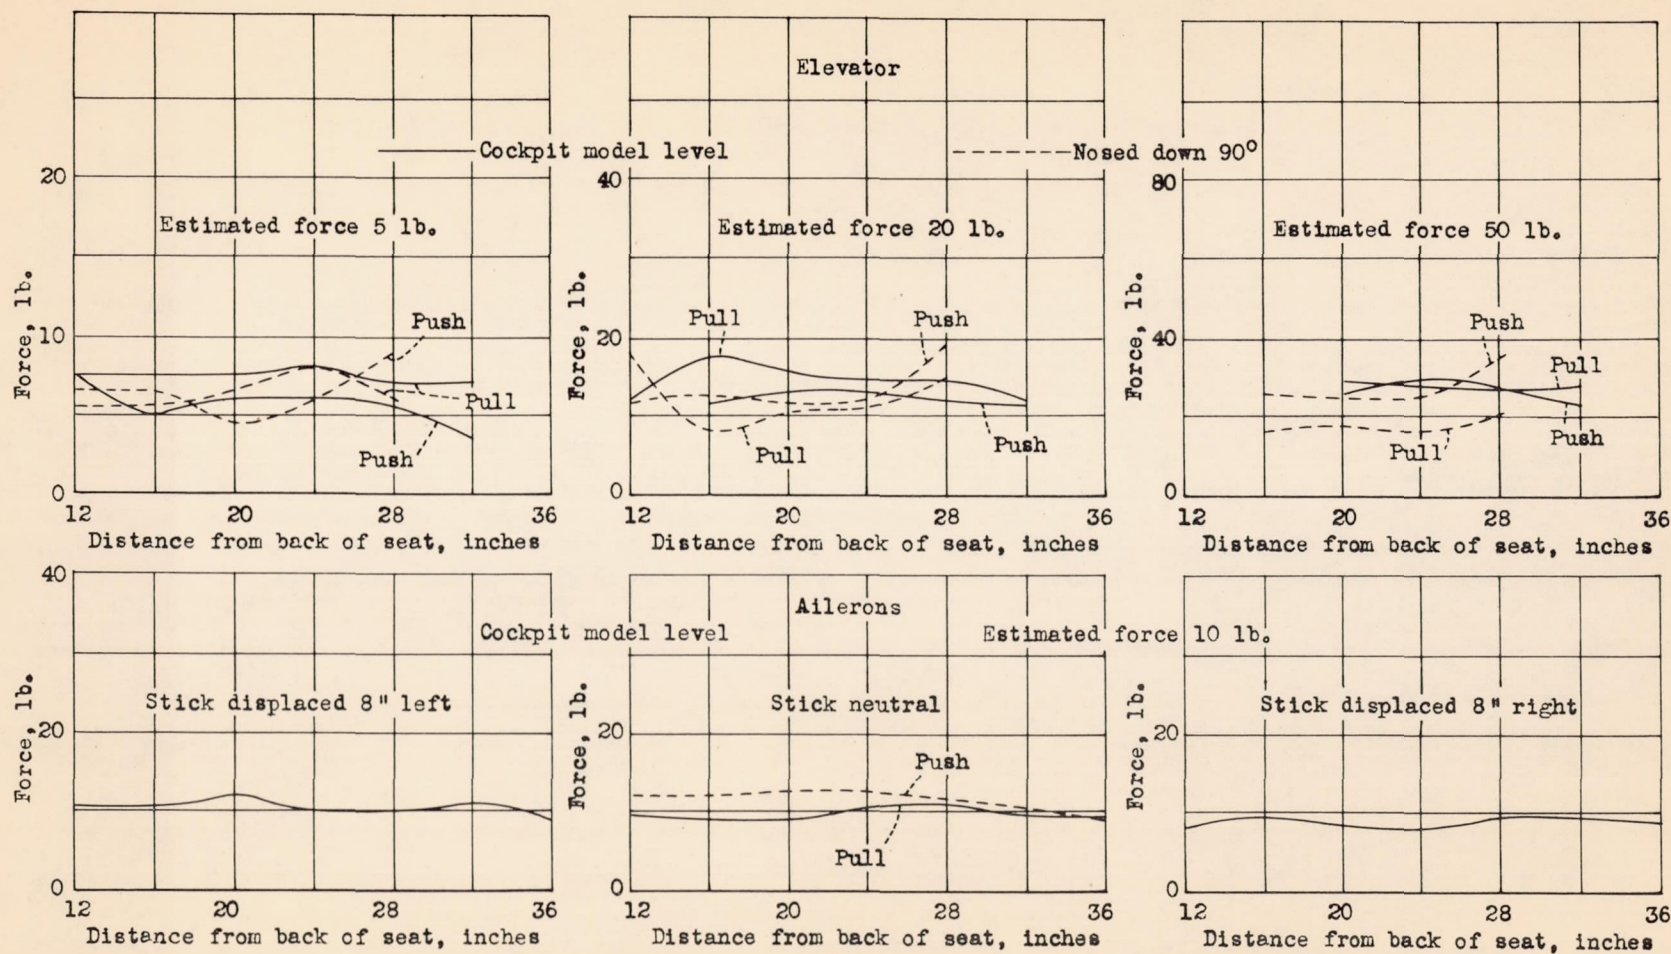 Elevator
Cockpit model level
Nosed down 90°
20
40
80
Estimated force 5 lb.
Estimated force 20 lb.
Estimated force 50 lb.
Force, lb.
Force, lb.
Force, lb.
Push
Pull
Push
Push
10
20
40
Pull
Pull
Push
Pull
Push
Push
Pull
0
0
0
12 20 28 36
12 20 28 36
12 20 28 36
Distance from back of seat, inches
Distance from back of seat, inches
Distance from back of seat, inches
40
Ailerons
Cockpit model level
Estimated force 10 lb.
Stick displaced 8" left
Stick neutral
Stick displaced 8" right
Force, lb.
Force, lb.
Force, lb.
20
20
20
Push
Pull
0
0
0
12 20 28 36
12 20 28 36
12 20 28 36
Distance from back of seat, inches
Distance from back of seat, inches
Distance from back of seat, inches